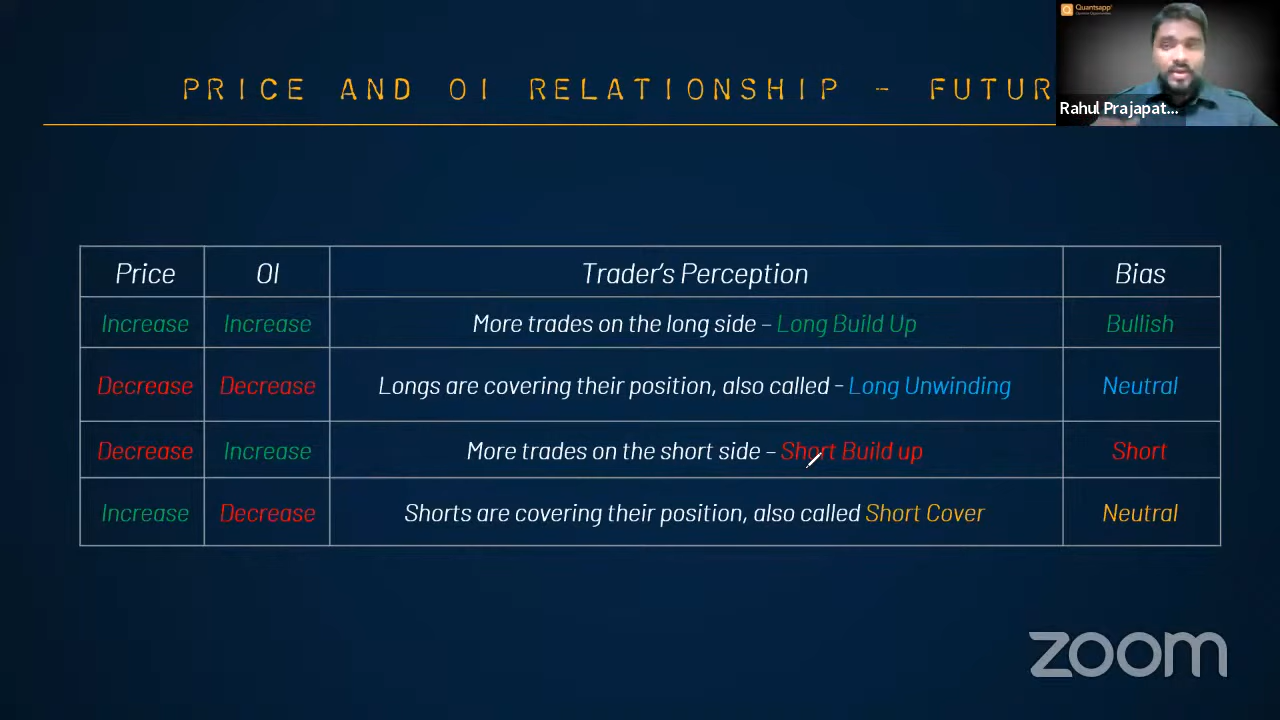 Quantsapp
PRICE AND OI RELATIONSHIP - FUTUR
Rahul Prajapat...
Price OI Trader's Perception Bias
Increase Increase More trades on the long side – Long Build Up Bullish
Decrease Decrease Longs are covering their position, also called – Long Unwinding Neutral
Decrease Increase More trades on the short side – Short Build up Short
Increase Decrease Shorts are covering their position, also called Short Cover Neutral
zoom